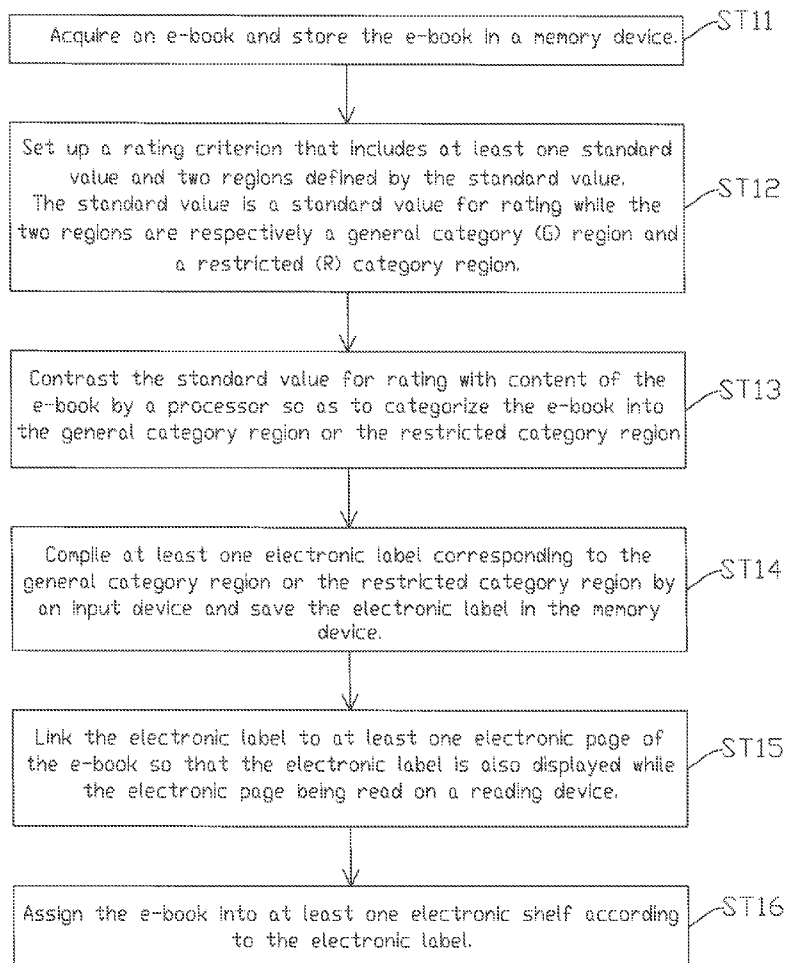 Acquire an e-book and store the e-book in a memory device.
ST11
Set up a rating criterion that includes at least one standard
value and two regions defined by the standard value.
The standard value is a standard value for rating while the
two regions are respectively a general category (G) region and
a restricted (R) category region.
ST12
Contrast the standard value for rating with content of the
e-book by a processor so as to categorize the e-book into
the general category region or the restricted category region
ST13
Compile at least one electronic label corresponding to the
general category region or the restricted category region by
an input device and save the electronic label in the memory
device.
ST14
Link the electronic label to at least one electronic page of
the e-book so that the electronic label is also displayed while
the electronic page being read on a reading device.
ST15
Assign the e-book into at least one electronic shelf according
to the electronic label.
ST16